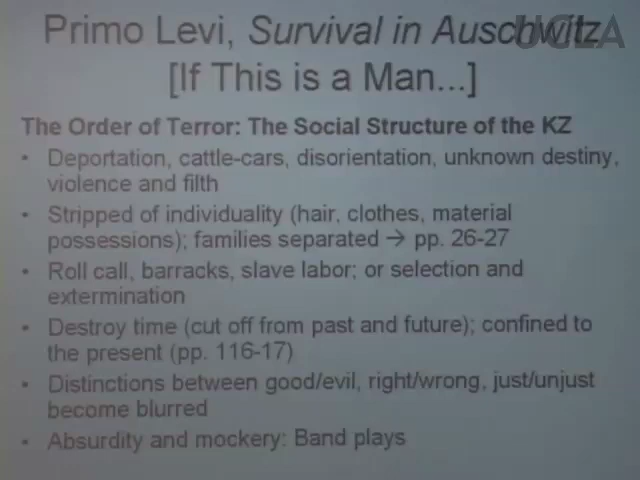 Primo Levi, Survival in Auschwitz
[If This is a Man...]
UCLA
The Order of Terror: The Social Structure of the KZ
• Deportation, cattle-cars, disorientation, unknown destiny,
violence and filth
• Stripped of individuality (hair, clothes, material
possessions); families separated → pp. 26-27
• Roll call, barracks, slave labor; or selection and
extermination
• Destroy time (cut off from past and future); confined to
the present (pp. 116-17)
• Distinctions between good/evil, right/wrong, just/unjust
become blurred
• Absurdity and mockery: Band plays